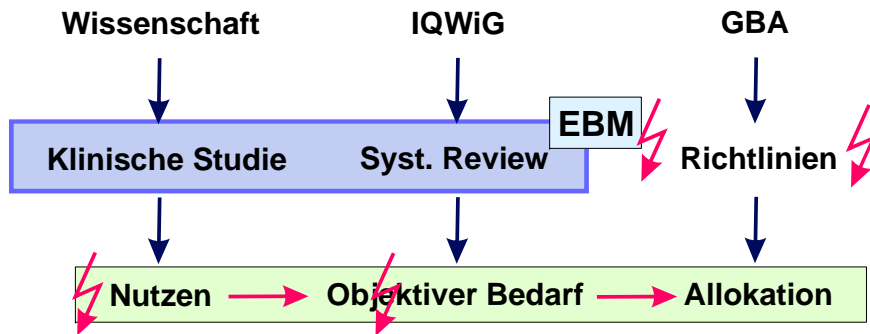 Wissenschaft IQWiG GBA
EBM
Klinische Studie Syst. Review Richtlinien
Nutzen Objektiver Bedarf Allokation